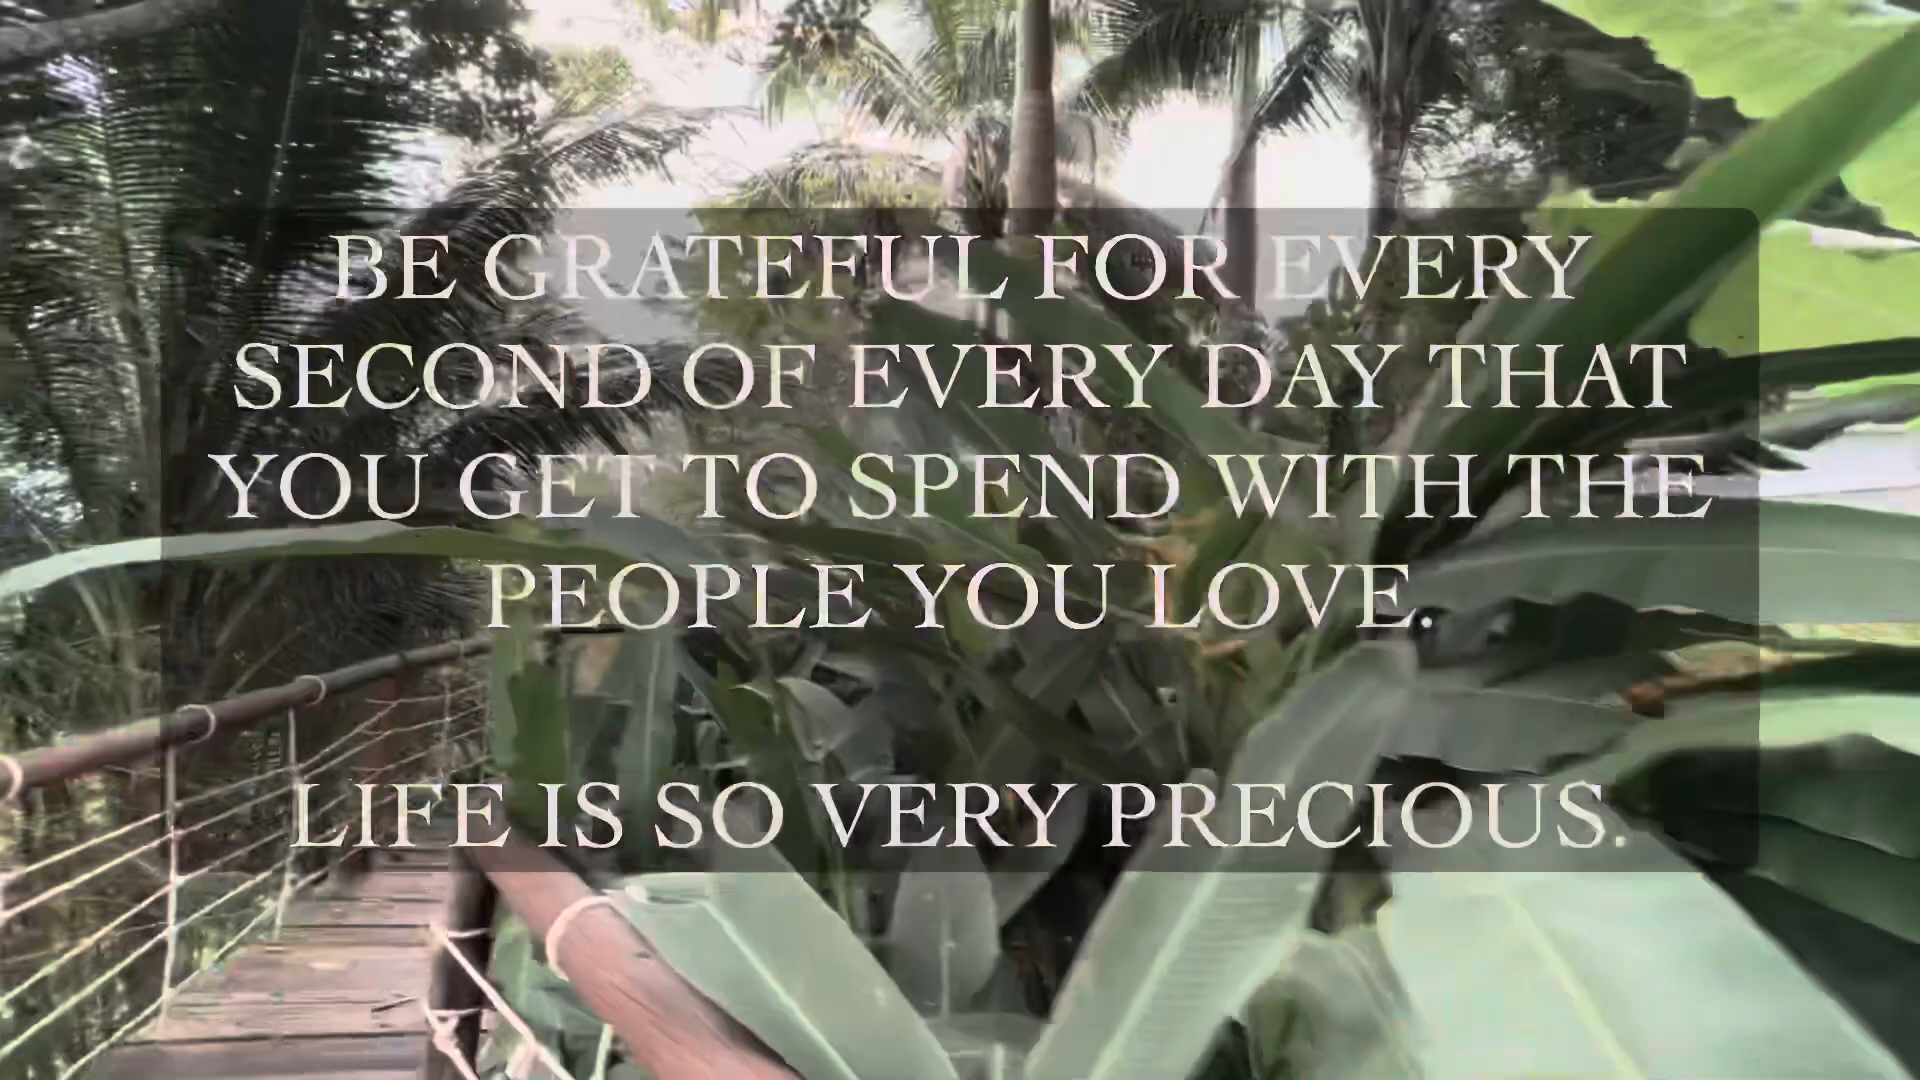 BE GRATEFUL FOR EVERY
SECOND OF EVERY DAY THAT
YOU GET TO SPEND WITH THE
PEOPLE YOU LOVE.
LIFE IS SO VERY PRECIOUS.